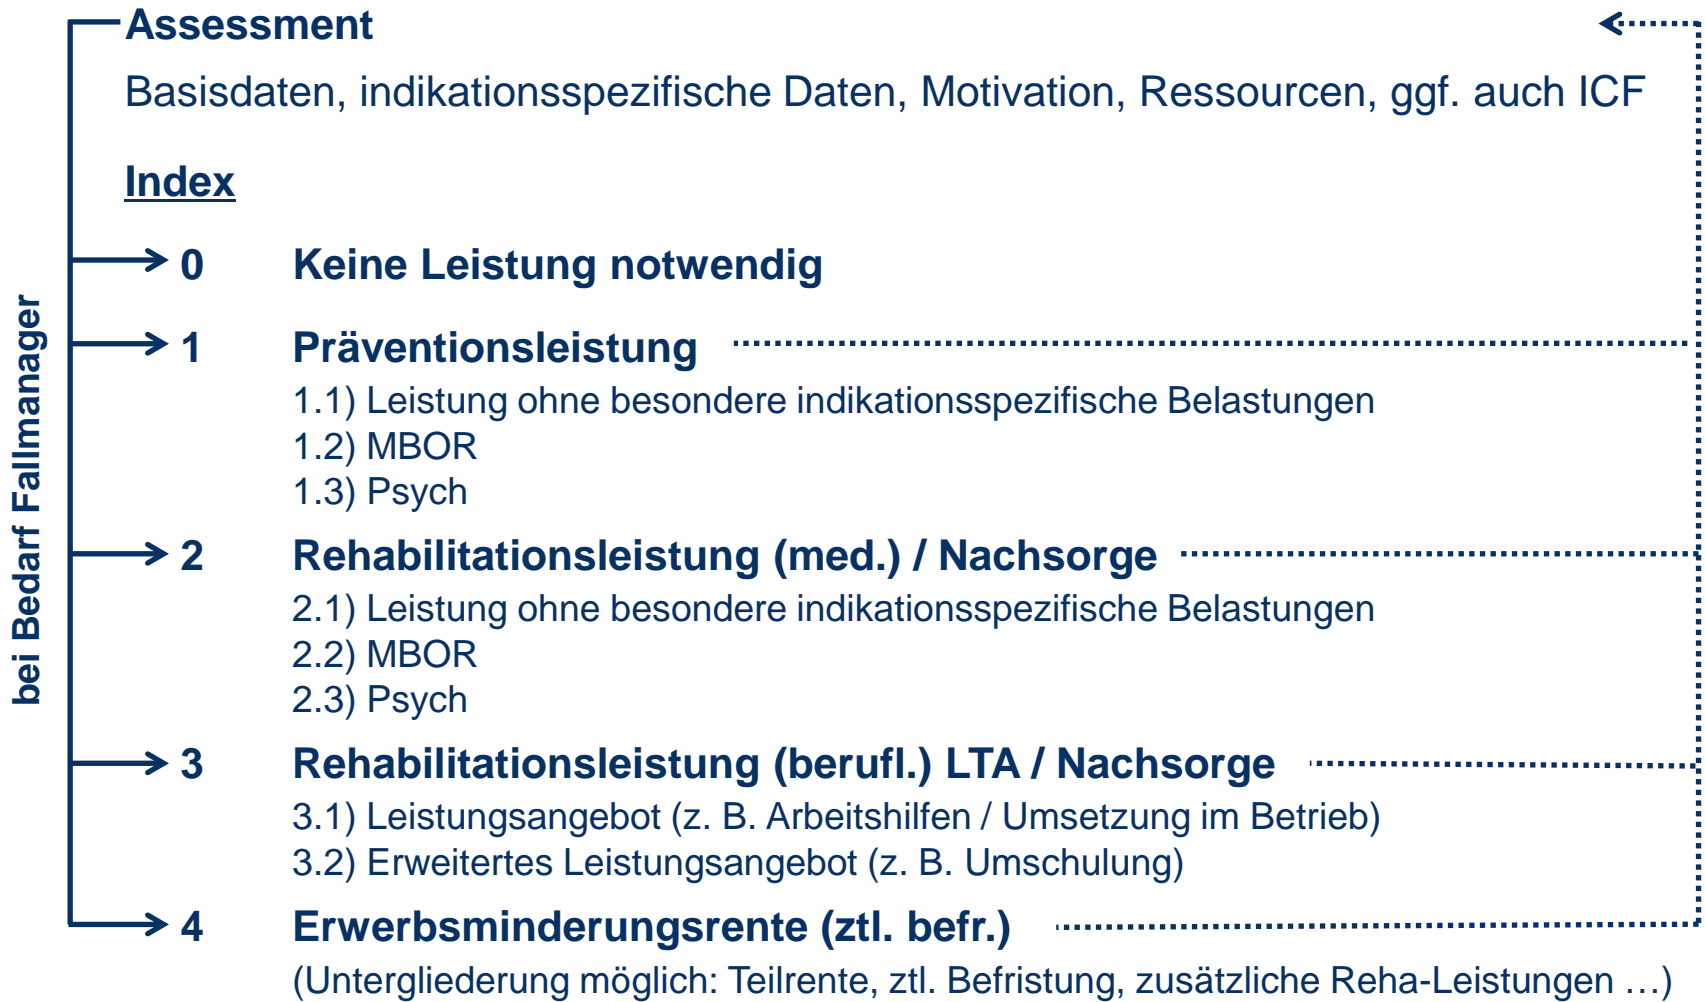 Assessment
Basisdaten, indikationsspezifische Daten, Motivation, Ressourcen, ggf. auch ICF
Index
bei Bedarf Fallmanager
0 Keine Leistung notwendig
1 Präventionsleistung
1.1) Leistung ohne besondere indikationsspezifische Belastungen
1.2) MBOR
1.3) Psych
2 Rehabilitationsleistung (med.) / Nachsorge
2.1) Leistung ohne besondere indikationsspezifische Belastungen
2.2) MBOR
2.3) Psych
3 Rehabilitationsleistung (berufl.) LTA / Nachsorge
3.1) Leistungsangebot (z. B. Arbeitshilfen / Umsetzung im Betrieb)
3.2) Erweitertes Leistungsangebot (z. B. Umschulung)
4 Erwerbsminderungsrente (ztl. befr.)
(Untergliederung möglich: Teilrente, ztl. Befristung, zusätzliche Reha-Leistungen …)